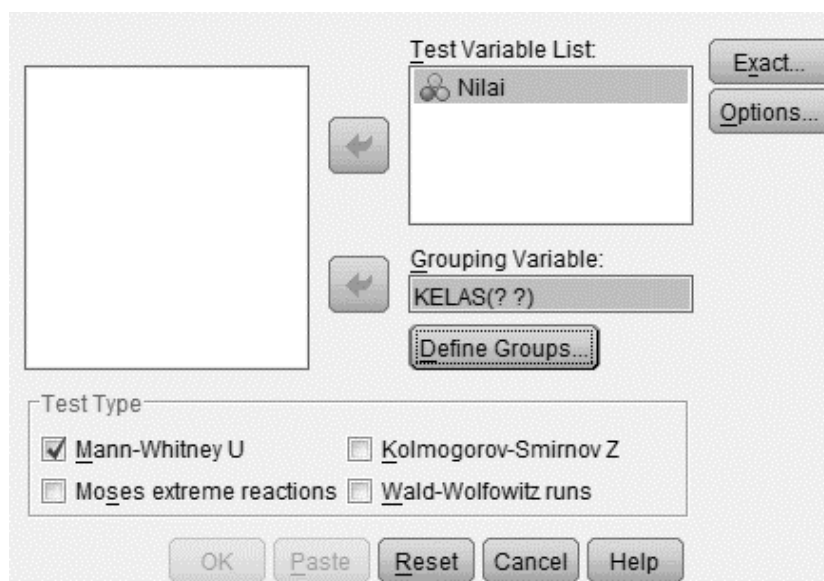 Test Variable List:
Nilai
Exact...
Options...
Grouping Variable:
KELAS(? ?)
Define Groups...
Test Type
Mann-Whitney U
Kolmogorov-Smirnov Z
Moses extreme reactions
Wald-Wolfowitz runs
OK
Paste
Reset
Cancel
Help